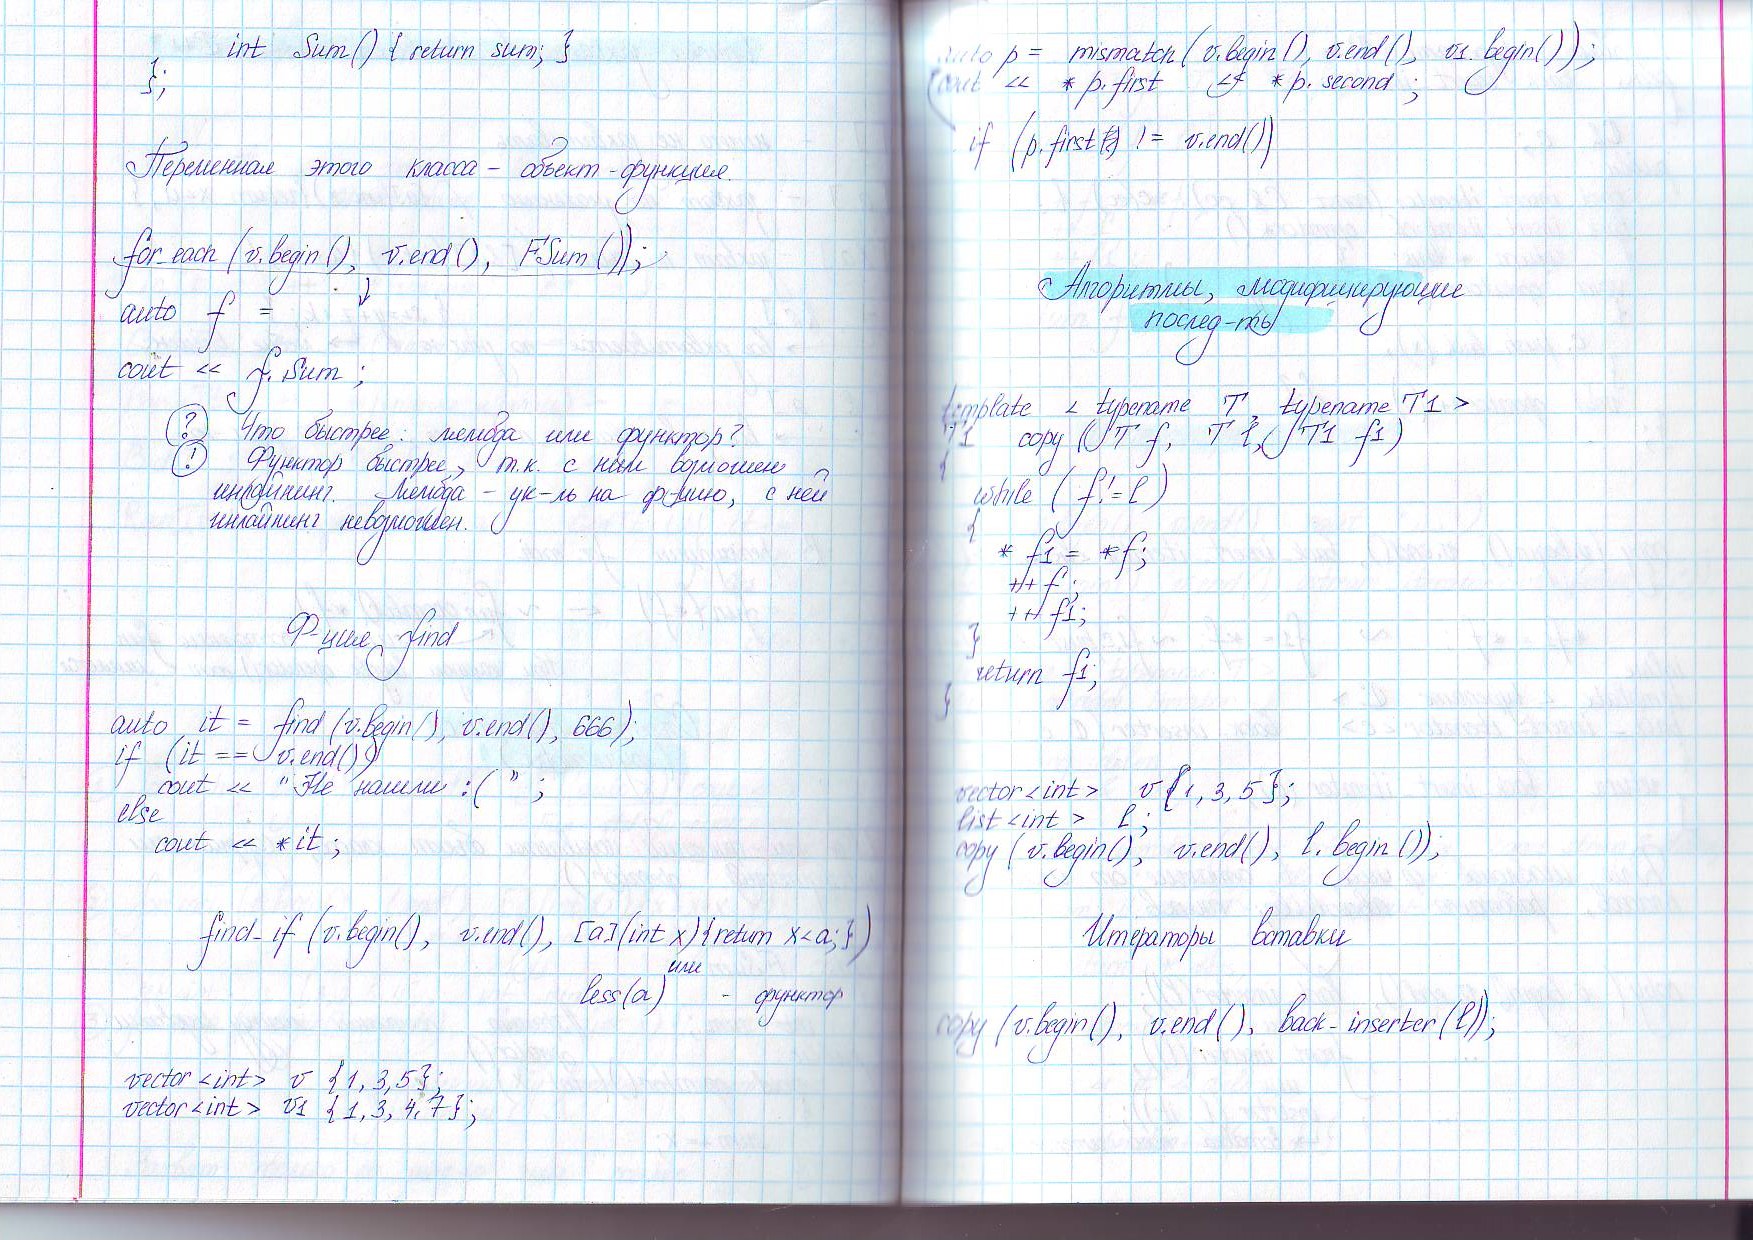 int Sum() { return sum; }
};
Переменная этого класса – объект-функция.
for_each (v.begin(), v.end(), FSum());
auto f =
cout << f.Sum;
? Что быстрее: лямбда или функтор?
! Функтор быстрее, т.к. с ним возможен
инлайнинг. Лямбда – ук-ль на ф-цию, с ней
инлайнинг невозможен.
Ф-ция find
auto it = find (v.begin(), v.end(), 666);
if (it == v.end())
cout << "Не нашли :( ";
else
cout << *it;
find_if (v.begin(), v.end(), [a](int x){return x<a;})
или
less(a) - функтор
vector<int> v {1, 3, 5};
vector<int> v1 {1, 3, 4, 7};
auto p = mismatch (v.begin(), v.end(), v1.begin());
cout << *p.first << *p.second;
if (p.first != v.end())
Алгоритмы, модифицирующие
послед-ть
template < typename T, typename T1 >
T1 copy ( T f, T l, T1 f1)
{
while ( f != l )
{
* f1 = *f;
++ f;
++ f1;
}
return f1;
}
vector<int> v {1, 3, 5};
list<int> l;
copy (v.begin(), v.end(), l.begin());
Итераторы вставки
copy (v.begin(), v.end(), back-inserter(l));